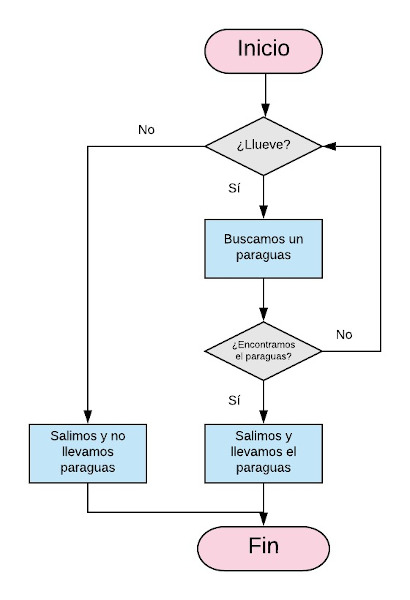 Inicio
No
¿Llueve?
Sí
Buscamos un
paraguas
¿Encontramos
el paraguas?
No
Sí
Salimos y no
llevamos
paraguas
Salimos y
llevamos el
paraguas
Fin